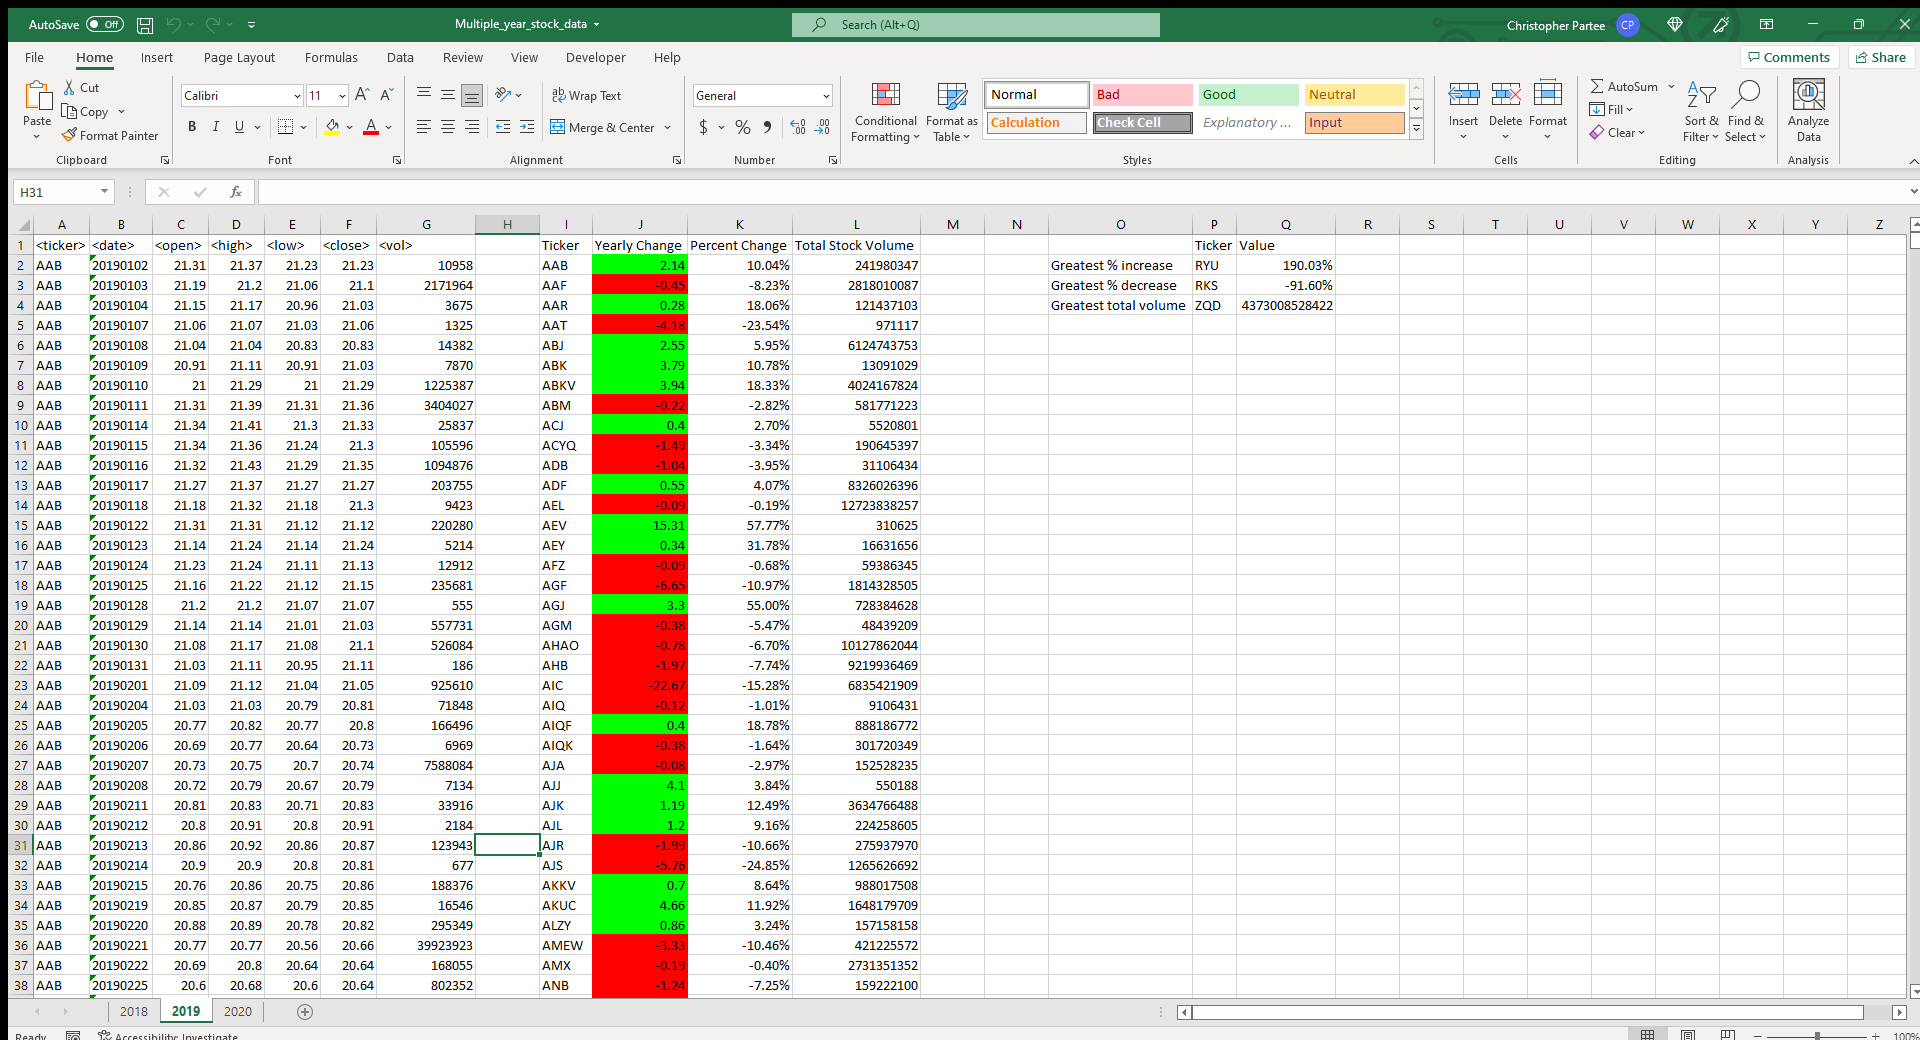 AutoSave Off Multiple_year_stock_data Search (Alt+Q) Christopher Partee CP
File Home Insert Page Layout Formulas Data Review View Developer Help Comments Share
Paste Cut Copy Format Painter Clipboard
Calibri 11 A A B I U A Font
ab Wrap Text Merge & Center Alignment
General $ % Number
Conditional Formatting Format as Table Normal Bad Good Neutral Calculation Check Cell Explanatory ... Input Styles
Insert Delete Format Cells
AutoSum Fill Clear Sort & Filter Find & Select Editing
Analyze Data Analysis
H31 fx
A B C D E F G H I J K L M N O P Q R S T U V W X Y Z
1 <ticker> <date> <open> <high> <low> <close> <vol> Ticker Yearly Change Percent Change Total Stock Volume Ticker Value
2 AAB 20190102 21.31 21.37 21.23 21.23 10958 AAB 2.14 10.04% 241980347 Greatest % increase RYU 190.03%
3 AAB 20190103 21.19 21.2 21.06 21.1 2171964 AAF -0.45 -8.23% 2818010087 Greatest % decrease RKS -91.60%
4 AAB 20190104 21.15 21.17 20.96 21.03 3675 AAR 0.28 18.06% 121437103 Greatest total volume ZQD 4373008528422
5 AAB 20190107 21.06 21.07 21.03 21.06 1325 AAT -4.18 -23.54% 971117
6 AAB 20190108 21.04 21.04 20.83 20.83 14382 ABJ 2.55 5.95% 6124743753
7 AAB 20190109 20.91 21.11 20.91 21.03 7870 ABK 3.79 10.78% 13091029
8 AAB 20190110 21 21.29 21 21.29 1225387 ABKV 3.94 18.33% 4024167824
9 AAB 20190111 21.31 21.39 21.31 21.36 3404027 ABM -0.22 -2.82% 581771223
10 AAB 20190114 21.34 21.41 21.3 21.33 25837 ACJ 0.4 2.70% 5520801
11 AAB 20190115 21.34 21.36 21.24 21.3 105596 ACYQ -1.49 -3.34% 190645397
12 AAB 20190116 21.32 21.43 21.29 21.35 1094876 ADB -1.04 -3.95% 31106434
13 AAB 20190117 21.27 21.37 21.27 21.27 203755 ADF 0.55 4.07% 8326026396
14 AAB 20190118 21.18 21.32 21.18 21.3 9423 AEL -0.09 -0.19% 12723838257
15 AAB 20190122 21.31 21.31 21.12 21.12 220280 AEV 15.31 57.77% 310625
16 AAB 20190123 21.14 21.24 21.14 21.24 5214 AEY 0.34 31.78% 16631656
17 AAB 20190124 21.23 21.24 21.11 21.13 12912 AFZ -0.09 -0.68% 59386345
18 AAB 20190125 21.16 21.22 21.12 21.15 235681 AGF -6.65 -10.97% 1814328505
19 AAB 20190128 21.2 21.2 21.07 21.07 555 AGJ 3.3 55.00% 728384628
20 AAB 20190129 21.14 21.14 21.01 21.03 557731 AGM -0.38 -5.47% 48439209
21 AAB 20190130 21.08 21.17 21.08 21.1 526084 AHAO -0.78 -6.70% 10127862044
22 AAB 20190131 21.03 21.11 20.95 21.11 186 AHB -1.97 -7.74% 9219936469
23 AAB 20190201 21.09 21.12 21.04 21.05 925610 AIC -22.67 -15.28% 6835421909
24 AAB 20190204 21.03 21.03 20.79 20.81 71848 AIQ -0.12 -1.01% 9106431
25 AAB 20190205 20.77 20.82 20.77 20.8 166496 AIQF 0.4 18.78% 888186772
26 AAB 20190206 20.69 20.77 20.64 20.73 6969 AIQK -0.38 -1.64% 301720349
27 AAB 20190207 20.73 20.75 20.7 20.74 7588084 AJA -0.08 -2.97% 152528235
28 AAB 20190208 20.72 20.79 20.67 20.79 7134 AJJ 4.1 3.84% 550188
29 AAB 20190211 20.81 20.83 20.71 20.83 33916 AJK 1.19 12.49% 3634766488
30 AAB 20190212 20.8 20.91 20.8 20.91 2184 AJL 1.2 9.16% 224258605
31 AAB 20190213 20.86 20.92 20.86 20.87 123943 AJR -1.99 -10.66% 275937970
32 AAB 20190214 20.9 20.9 20.8 20.81 677 AJS -5.76 -24.85% 1265626692
33 AAB 20190215 20.76 20.86 20.75 20.86 188376 AKKV 0.7 8.64% 988017508
34 AAB 20190219 20.85 20.87 20.79 20.85 16546 AKUC 4.66 11.92% 1648179709
35 AAB 20190220 20.88 20.89 20.78 20.82 295349 ALZY 0.86 3.24% 157158158
36 AAB 20190221 20.77 20.77 20.56 20.66 39923923 AMEW -3.33 -10.46% 421225572
37 AAB 20190222 20.69 20.8 20.64 20.64 168055 AMX -0.19 -0.40% 2731351352
38 AAB 20190225 20.6 20.68 20.6 20.64 802352 ANB -1.24 -7.25% 159222100
2018 2019 2020
Ready Accessibility: Investigate 100%